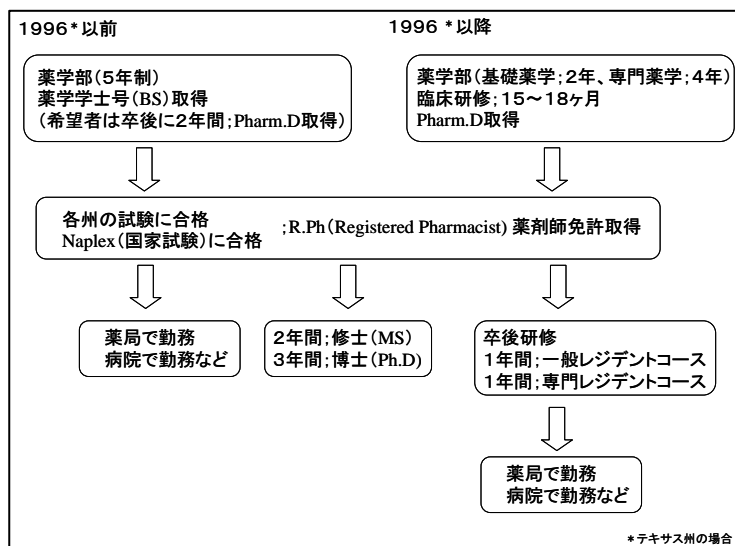 1996*以前
薬学部(5年制)
薬学学士号(BS)取得
(希望者は卒後に2年間;Pharm.D取得)
1996*以降
薬学部(基礎薬学;2年、専門薬学;4年)
臨床研修;15~18ヶ月
Pharm.D取得
各州の試験に合格
Naplex(国家試験)に合格
;R.Ph(Registered Pharmacist) 薬剤師免許取得
薬局で勤務
病院で勤務など
2年間;修士(MS)
3年間;博士(Ph.D)
卒後研修
1年間;一般レジデントコース
1年間;専門レジデントコース
薬局で勤務
病院で勤務など
*テキサス州の場合